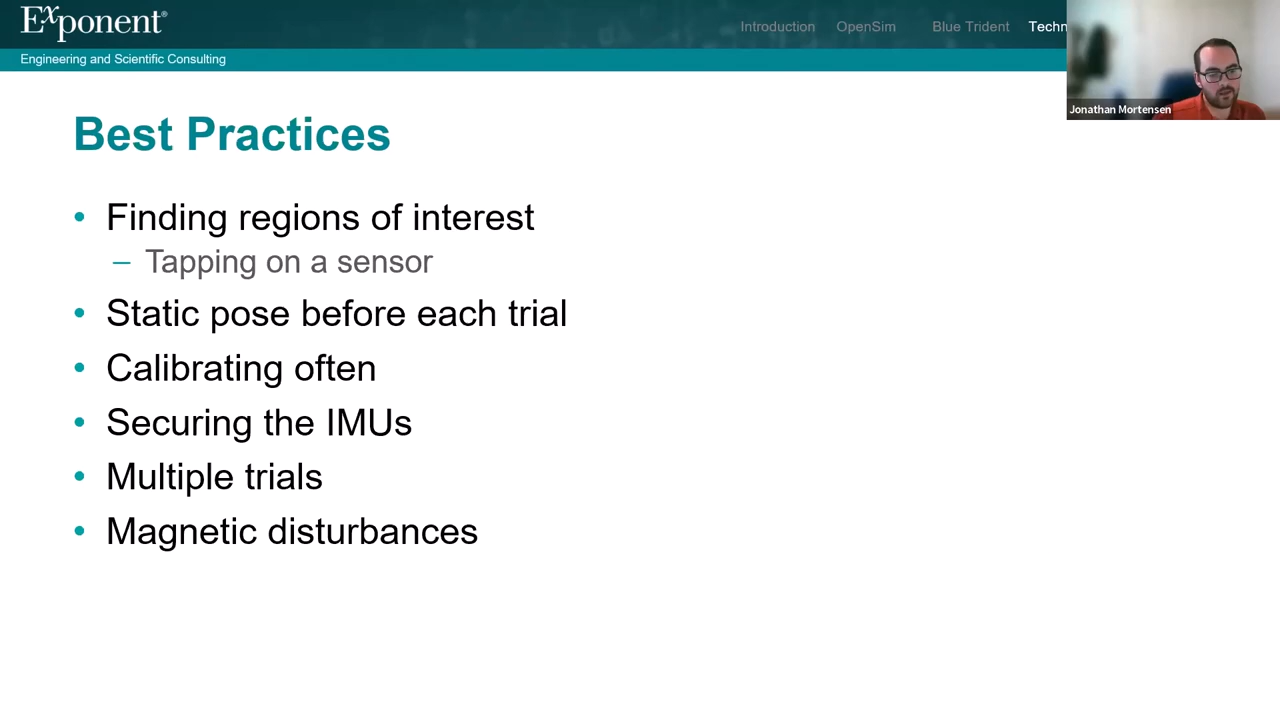 Exponent®
Introduction OpenSim Blue Trident Techn
Engineering and Scientific Consulting
Jonathan Mortensen
Best Practices
• Finding regions of interest
– Tapping on a sensor
• Static pose before each trial
• Calibrating often
• Securing the IMUs
• Multiple trials
• Magnetic disturbances